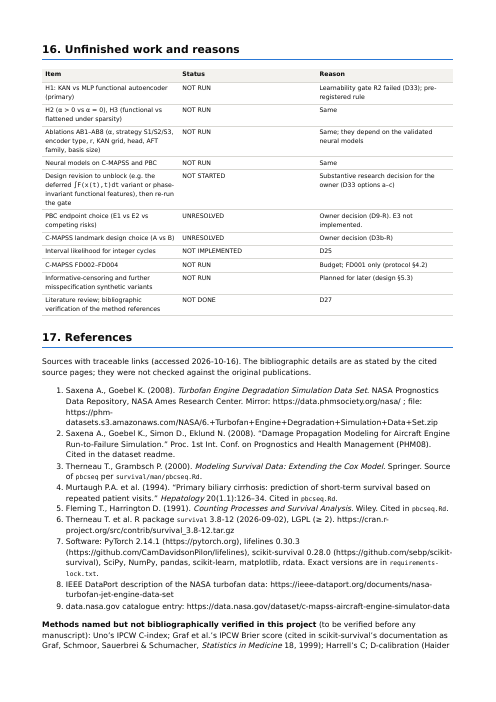 16. Unfinished work and reasons
Item Status Reason
H1: KAN vs MLP functional autoencoder NOT RUN Learnability gate R2 failed (D33); pre-
(primary) registered rule
H2 (α > 0 vs α = 0), H3 (functional vs NOT RUN Same
flattened under sparsity)
Ablations AB1–AB8 (α, strategy S1/S2/S3, NOT RUN Same; they depend on the validated
encoder type, r, KAN grid, head, AFT neural models
family, basis size)
Neural models on C-MAPSS and PBC NOT RUN Same
Design revision to unblock (e.g. the NOT STARTED Substantive research decision for the
deferred ∫F(x(t),t)dt variant or phase- owner (D33 options a–c)
invariant functional features), then re-run
the gate
PBC endpoint choice (E1 vs E2 vs UNRESOLVED Owner decision (D9-R). E3 not
competing risks) implemented.
C-MAPSS landmark design choice (A vs B) UNRESOLVED Owner decision (D3b-R)
Interval likelihood for integer cycles NOT IMPLEMENTED D25
C-MAPSS FD002–FD004 NOT RUN Budget; FD001 only (protocol §4.2)
Informative-censoring and further NOT RUN Planned for later (design §5.3)
misspecification synthetic variants
Literature review; bibliographic NOT DONE D27
verification of the method references
17. References
Sources with traceable links (accessed 2026-10-16). The bibliographic details are as stated by the cited
source pages; they were not checked against the original publications.
1. Saxena A., Goebel K. (2008). Turbofan Engine Degradation Simulation Data Set. NASA Prognostics
Data Repository, NASA Ames Research Center. Mirror: https://data.phmsociety.org/nasa/ ; file:
https://phm-
datasets.s3.amazonaws.com/NASA/6.+Turbofan+Engine+Degradation+Simulation+Data+Set.zip
2. Saxena A., Goebel K., Simon D., Eklund N. (2008). “Damage Propagation Modeling for Aircraft Engine
Run-to-Failure Simulation.” Proc. 1st Int. Conf. on Prognostics and Health Management (PHM08).
Cited in the dataset readme.
3. Therneau T., Grambsch P. (2000). Modeling Survival Data: Extending the Cox Model. Springer. Source
of pbcseq per survival/man/pbcseq.Rd.
4. Murtaugh P.A. et al. (1994). “Primary biliary cirrhosis: prediction of short-term survival based on
repeated patient visits.” Hepatology 20(1.1):126–34. Cited in pbcseq.Rd.
5. Fleming T., Harrington D. (1991). Counting Processes and Survival Analysis. Wiley. Cited in pbcseq.Rd.
6. Therneau T. et al. R package survival 3.8-12 (2026-09-02), LGPL (≥ 2). https://cran.r-
project.org/src/contrib/survival_3.8-12.tar.gz
7. Software: PyTorch 2.14.1 (https://pytorch.org), lifelines 0.30.3
(https://github.com/CamDavidsonPilon/lifelines), scikit-survival 0.28.0 (https://github.com/sebp/scikit-
survival), SciPy, NumPy, pandas, scikit-learn, matplotlib, rdata. Exact versions are in requirements-
lock.txt.
8. IEEE DataPort description of the NASA turbofan data: https://ieee-dataport.org/documents/nasa-
turbofan-jet-engine-data-set
9. data.nasa.gov catalogue entry: https://data.nasa.gov/dataset/c-mapss-aircraft-engine-simulator-data
Methods named but not bibliographically verified in this project (to be verified before any
manuscript): Uno’s IPCW C-index; Graf et al.’s IPCW Brier score (cited in scikit-survival’s documentation as
Graf, Schmoor, Sauerbrei & Schumacher, Statistics in Medicine 18, 1999); Harrell’s C; D-calibration (Haider